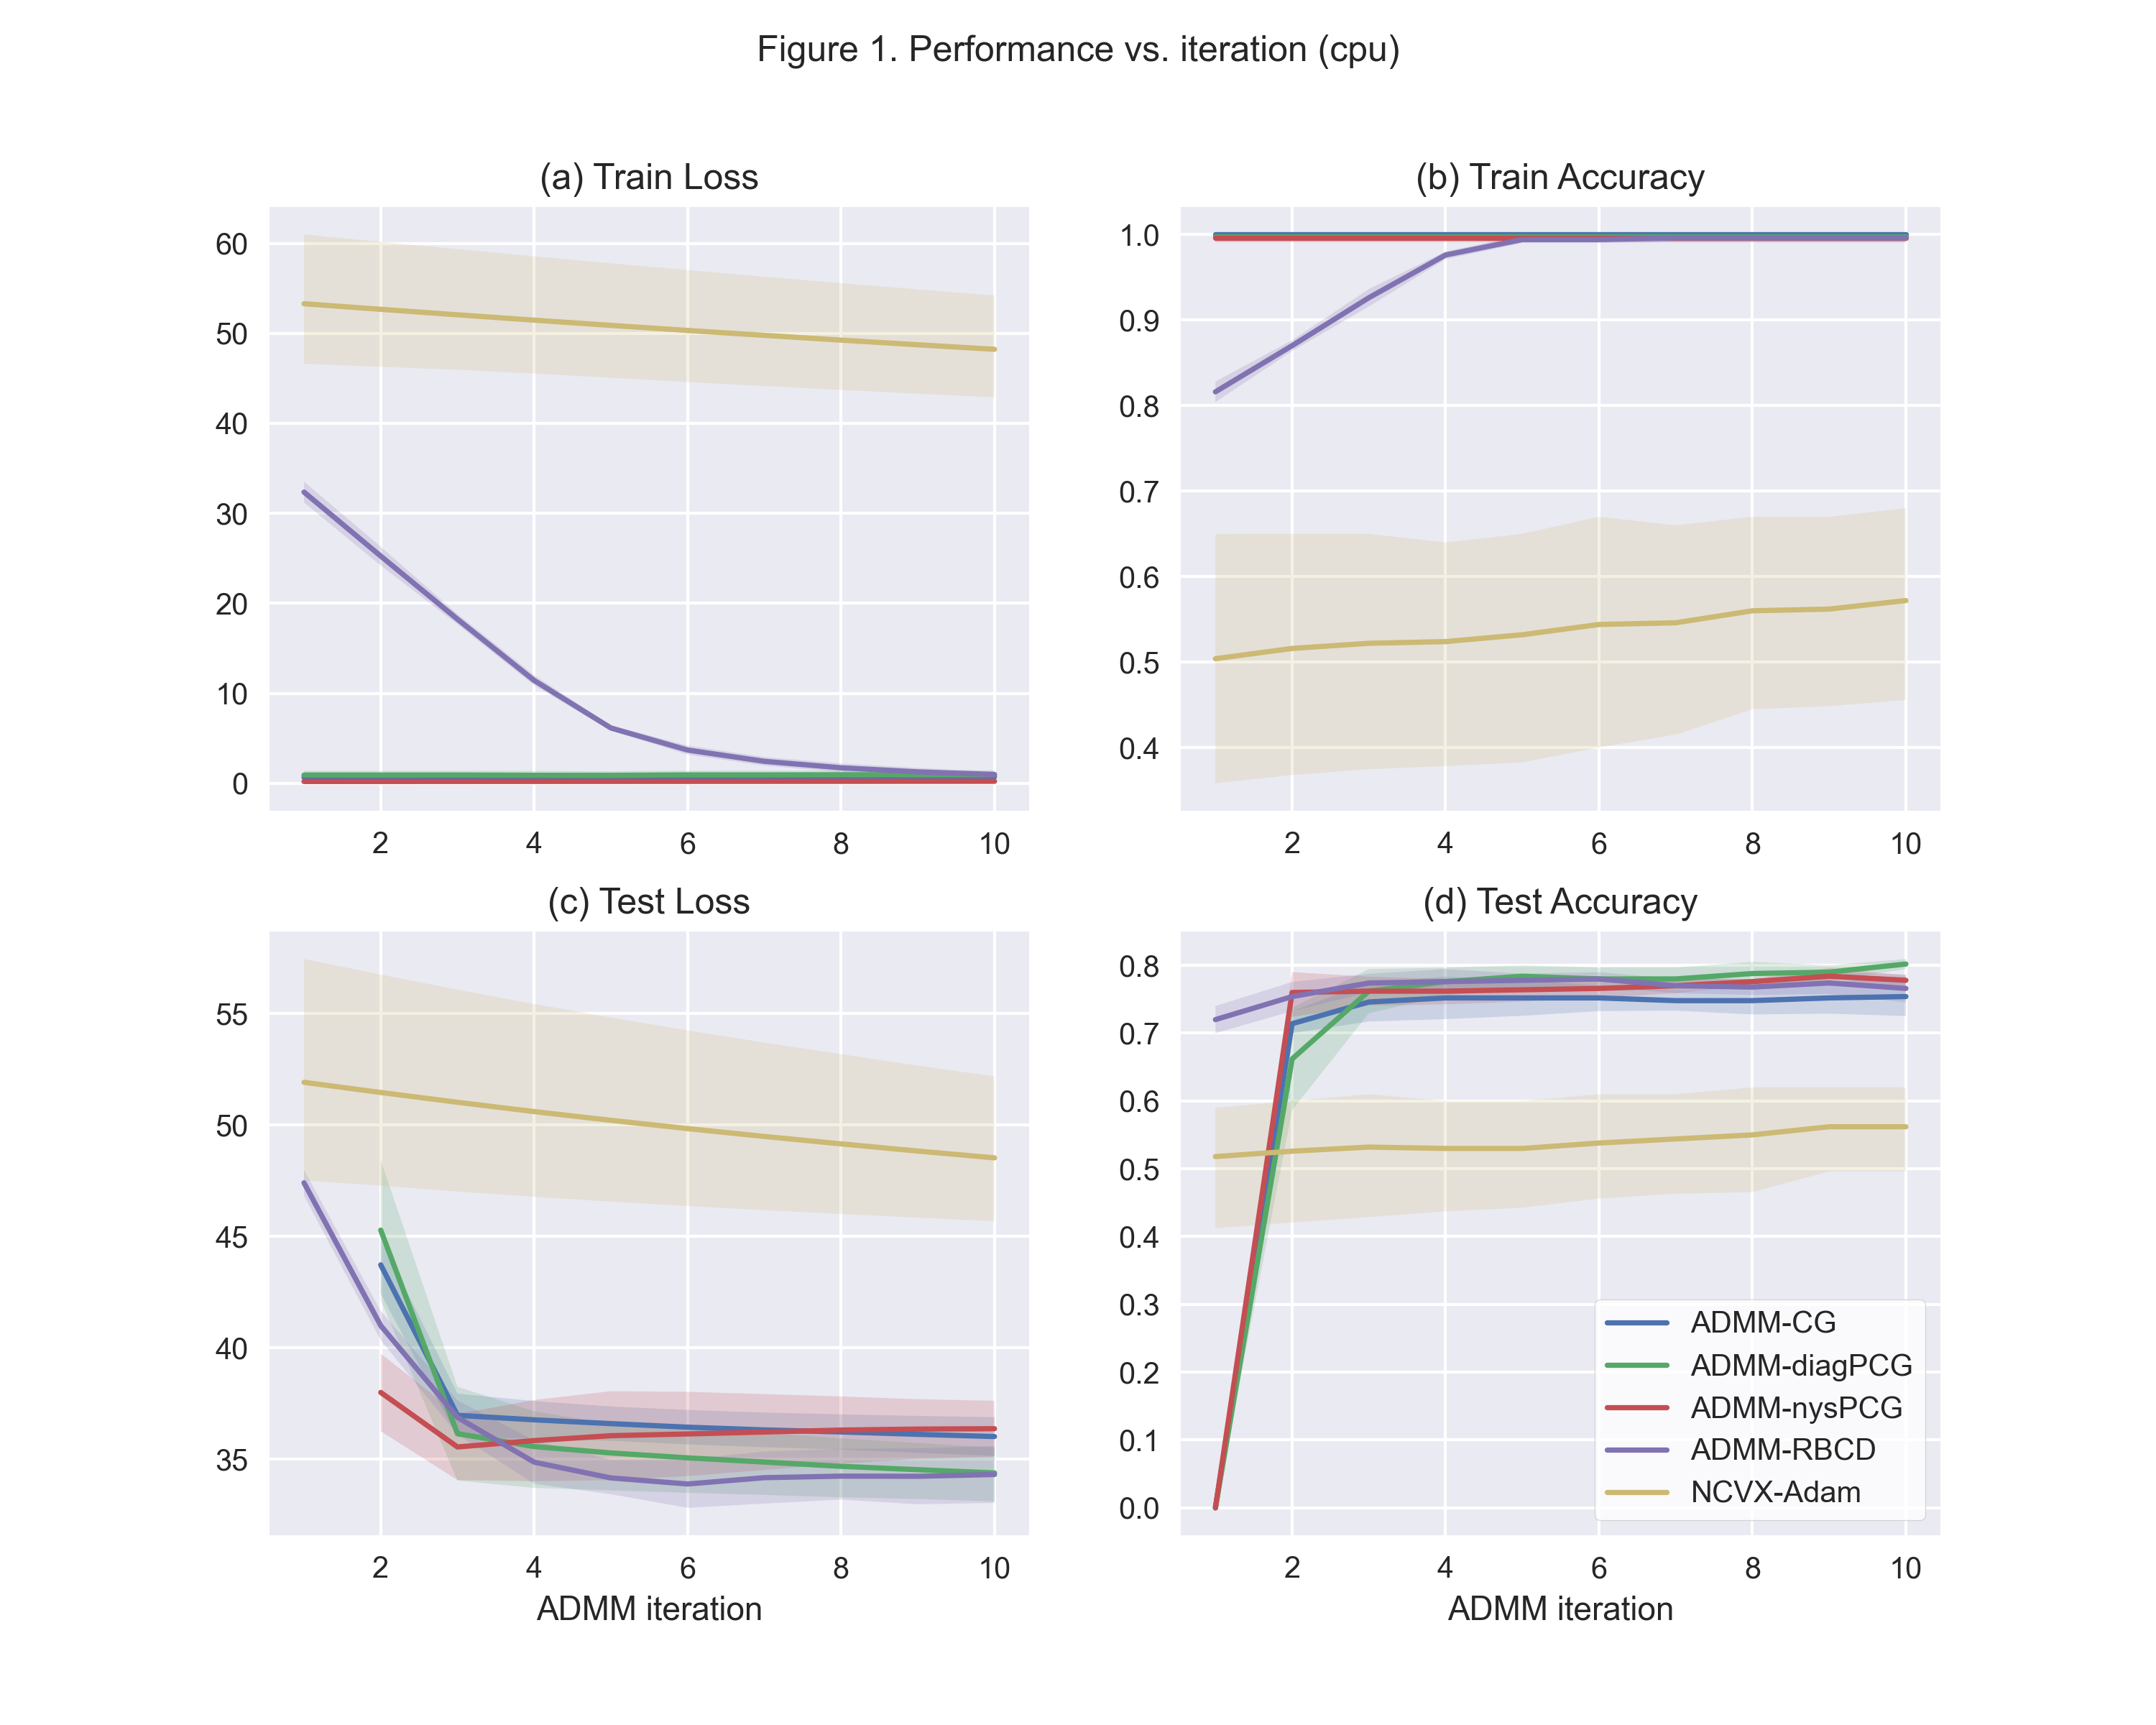 Figure 1. Performance vs. iteration (cpu)
(a) Train Loss
60
50
40
30
20
10
0
2 4 6 8 10
(b) Train Accuracy
1.0
0.9
0.8
0.7
0.6
0.5
0.4
2 4 6 8 10
(c) Test Loss
55
50
45
40
35
2 4 6 8 10
ADMM iteration
(d) Test Accuracy
0.8
0.7
0.6
0.5
0.4
0.3
0.2
0.1
0.0
ADMM-CG
ADMM-diagPCG
ADMM-nysPCG
ADMM-RBCD
NCVX-Adam
2 4 6 8 10
ADMM iteration